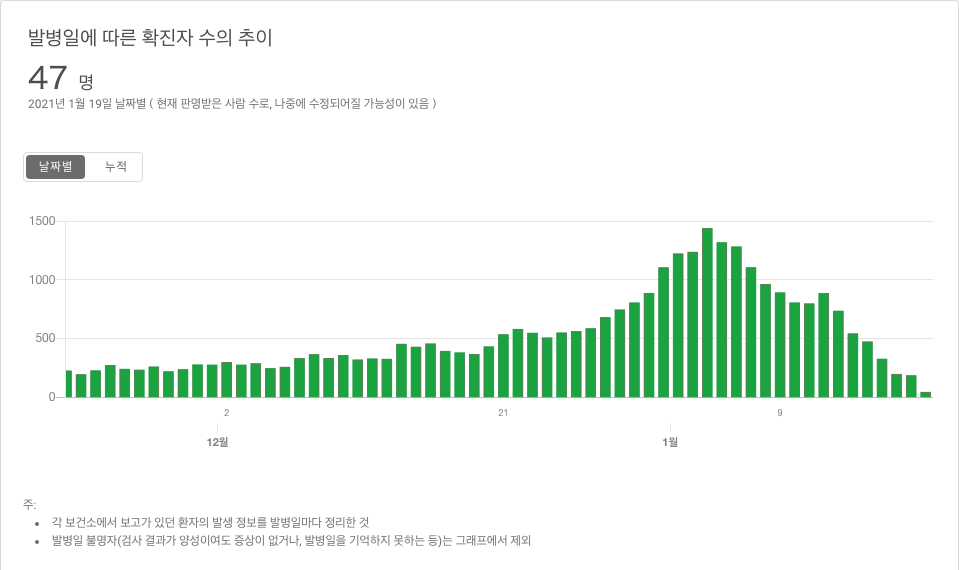 발병일에 따른 확진자 수의 추이
47 명
2021년 1월 19일 날짜별 ( 현재 판명받은 사람 수로, 나중에 수정되어질 가능성이 있음 )
날짜별 누적
1500
1000
500
0
2 21 9
12월 1월
주:
• 각 보건소에서 보고가 있던 환자의 발생 정보를 발병일마다 정리한 것
• 발병일 불명자(검사 결과가 양성이여도 증상이 없거나, 발병일을 기억하지 못하는 등)는 그래프에서 제외